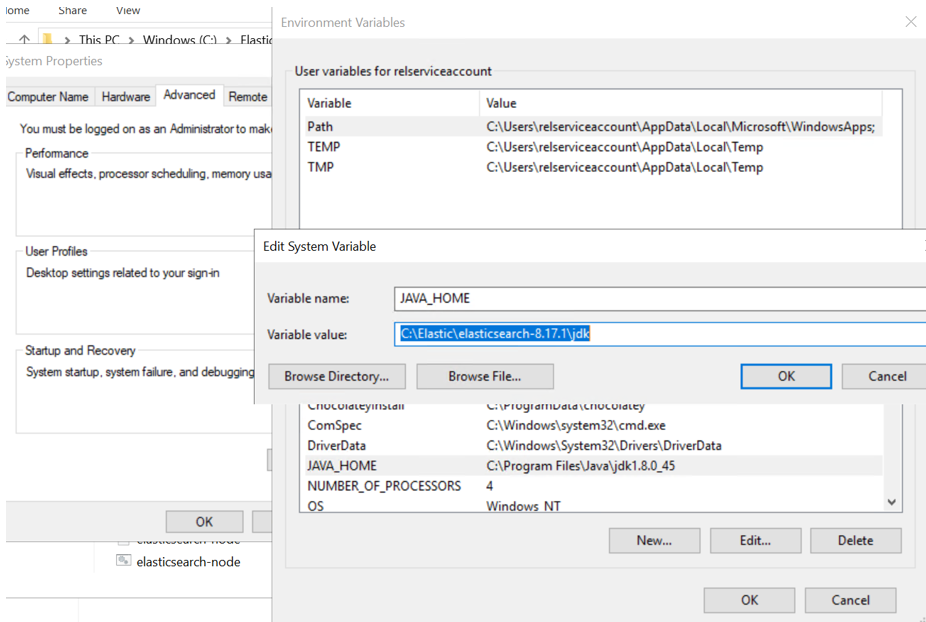 Home Share View
This PC > Windows (C:) > Elastic
System Properties
Computer Name Hardware Advanced Remote
You must be logged on as an Administrator to make
Performance
Visual effects, processor scheduling, memory usa
User Profiles
Desktop settings related to your sign-in
Startup and Recovery
System startup, system failure, and debugging
OK
elasticsearch-node
elasticsearch-node
Environment Variables
User variables for relserviceaccount
Variable Value
Path C:\Users\relserviceaccount\AppData\Local\Microsoft\WindowsApps;
TEMP C:\Users\relserviceaccount\AppData\Local\Temp
TMP C:\Users\relserviceaccount\AppData\Local\Temp
Edit System Variable
Variable name: JAVA_HOME
Variable value: C:\Elastic\elasticsearch-8.17.1\jdk
Browse Directory... Browse File... OK Cancel
ChocolateyInstall C:\ProgramData\chocolatey
ComSpec C:\Windows\system32\cmd.exe
DriverData C:\Windows\System32\Drivers\DriverData
JAVA_HOME C:\Program Files\Java\jdk1.8.0_45
NUMBER_OF_PROCESSORS 4
OS Windows_NT
New... Edit... Delete
OK Cancel